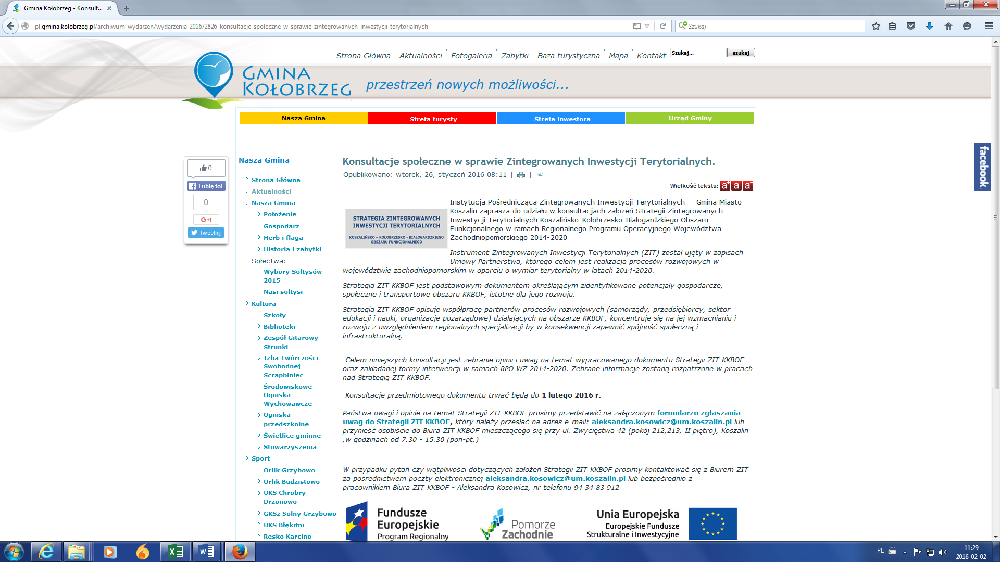 Gmina Kołobrzeg - Konsult...
pl.gmina.kolobrzeg.pl/archiwum-wydarzen/wydarzenia-2016/2826-konsultacje-spoleczne-w-sprawie-zintegrowanych-inwestycji-terytorialnych
Szukaj
Strona Główna
Aktualności
Fotogaleria
Zabytki
Baza turystyczna
Mapa
Kontakt
Szukaj...
szukaj
GMINA
KOŁOBRZEG
przestrzeń nowych możliwości...
Nasza Gmina
Strefa turysty
Strefa inwestora
Urząd Gminy
facebook
0
Lubię to!
0
G+1
Tweetnij
Nasza Gmina
Strona Główna
Aktualności
Nasza Gmina
Położenie
Gospodarz
Herb i flaga
Historia i zabytki
Sołectwa:
Wybory Sołtysów
2015
Nasi sołtysi
Kultura
Szkoły
Biblioteki
Zespół Gitarowy
Strunki
Izba Twórczości
Swobodnej
Scrapbiniec
Środowiskowe
Ogniska
Wychowawcze
Ogniska
przedszkolne
Świetlice gminne
Stowarzyszenia
Sport
Orlik Grzybowo
Orlik Budzistowo
UKS Chrobry
Drzonowo
GKSz Solny Grzybowo
UKS Błękitni
Resko Karcino
Konsultacje społeczne w sprawie Zintegrowanych Inwestycji Terytorialnych.
Opublikowano: wtorek, 26, styczeń 2016 08:11 | |
Wielkość tekstu: a+ a a-
STRATEGIA ZINTEGROWANYCH
INWESTYCJI TERYTORIALNYCH
KOSZALIŃSKO – KOŁOBRZESKO - BIAŁOGARDZKIEGO
OBSZARU FUNKCJONALNEGO
Instytucja Pośrednicząca Zintegrowanych Inwestycji Terytorialnych - Gmina Miasto
Koszalin zaprasza do udziału w konsultacjach założeń Strategii Zintegrowanych
Inwestycji Terytorialnych Koszalińsko-Kołobrzesko-Białogardzkiego Obszaru
Funkcjonalnego w ramach Regionalnego Programu Operacyjnego Województwa
Zachodniopomorskiego 2014-2020
Instrument Zintegrowanych Inwestycji Terytorialnych (ZIT) został ujęty w zapisach
Umowy Partnerstwa, którego celem jest realizacja procesów rozwojowych w
województwie zachodniopomorskim w oparciu o wymiar terytorialny w latach 2014-2020.
Strategia ZIT KKBOF jest podstawowym dokumentem określającym zidentyfikowane potencjały gospodarcze,
społeczne i transportowe obszaru KKBOF, istotne dla jego rozwoju.
Strategia ZIT KKBOF opisuje współpracę partnerów procesów rozwojowych (samorządy, przedsiębiorcy, sektor
edukacji i nauki, organizacje pozarządowe) działających na obszarze KKBOF, koncentruje się na jej wzmacnianiu i
rozwoju z uwzględnieniem regionalnych specjalizacji by w konsekwencji zapewnić spójność społeczną i
infrastrukturalną.
Celem niniejszych konsultacji jest zebranie opinii i uwag na temat wypracowanego dokumentu Strategii ZIT KKBOF
oraz zakładanej formy interwencji w ramach RPO WZ 2014-2020. Zebrane informacje zostaną rozpatrzone w pracach
nad Strategią ZIT KKBOF.
Konsultacje przedmiotowego dokumentu trwać będą do 1 lutego 2016 r.
Państwa uwagi i opinie na temat Strategii ZIT KKBOF prosimy przedstawić na załączonym formularzu zgłaszania
uwag do Strategii ZIT KKBOF, który należy przesłać na adres e-mail: aleksandra.kosowicz@um.koszalin.pl lub
przynieść osobiście do Biura ZIT KKBOF mieszczącego się przy ul. Zwycięstwa 42 (pokój 212,213, II piętro), Koszalin
,w godzinach od 7.30 - 15.30 (pon-pt.)
W przypadku pytań czy wątpliwości dotyczących założeń Strategii ZIT KKBOF prosimy kontaktować się z Biurem ZIT
za pośrednictwem poczty elektronicznej aleksandra.kosowicz@um.koszalin.pl lub bezpośrednio z
pracownikiem Biura ZIT KKBOF - Aleksandra Kosowicz, nr telefonu 94 34 83 912
Fundusze
Europejskie
Program Regionalny
Pomorze
Zachodnie
Unia Europejska
Europejskie Fundusze
Strukturalne i Inwestycyjne
PL
11:29
2016-02-02